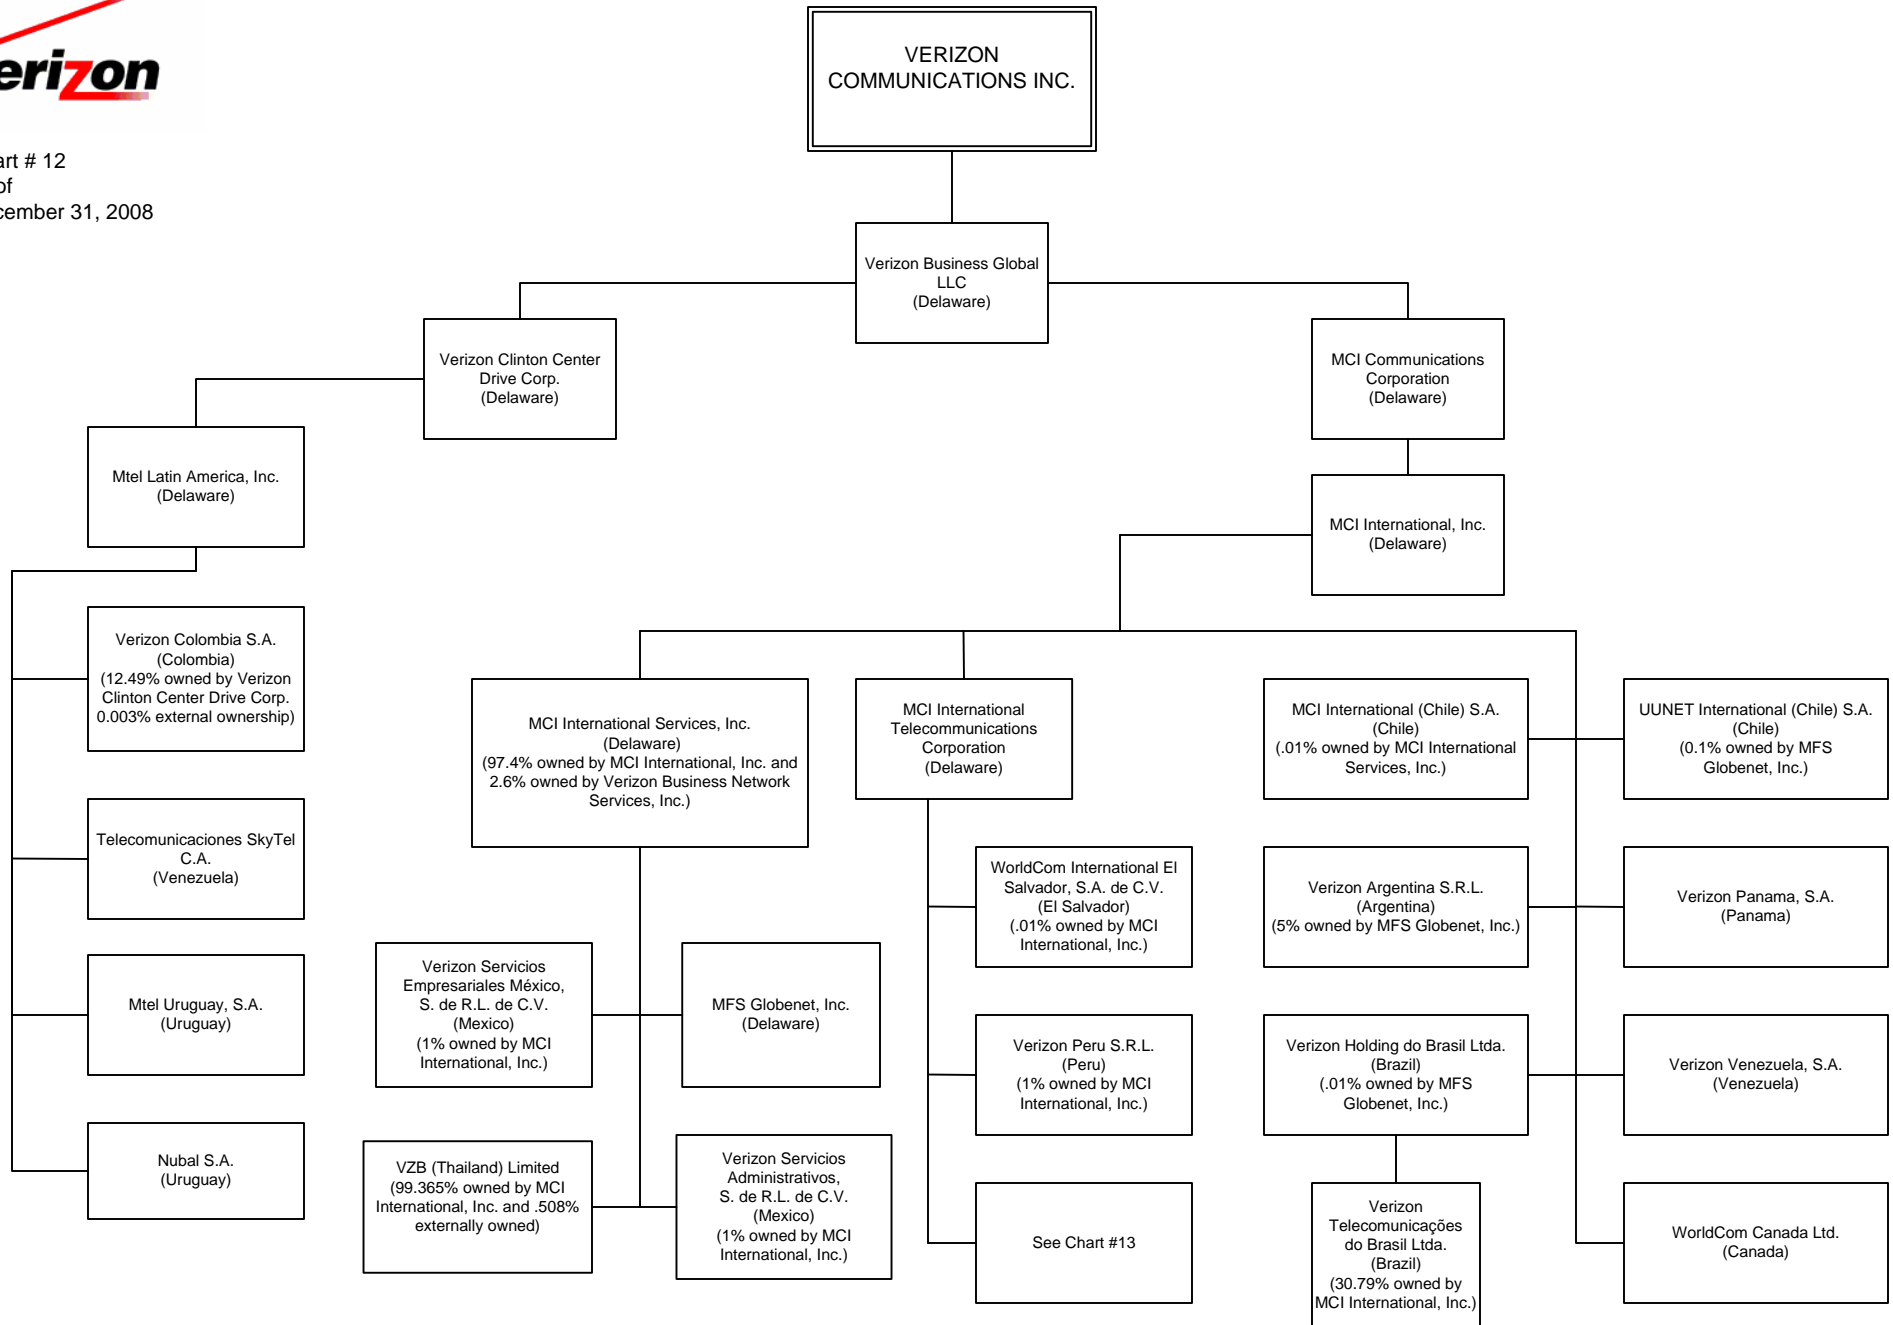 erizon
art # 12
of
cember 31, 2008
VERIZON
COMMUNICATIONS INC.
Verizon Business Global
LLC
(Delaware)
Verizon Clinton Center
Drive Corp.
(Delaware)
MCI Communications
Corporation
(Delaware)
Mtel Latin America, Inc.
(Delaware)
MCI International, Inc.
(Delaware)
Verizon Colombia S.A.
(Colombia)
(12.49% owned by Verizon
Clinton Center Drive Corp.
0.003% external ownership)
Telecomunicaciones SkyTel
C.A.
(Venezuela)
Mtel Uruguay, S.A.
(Uruguay)
Nubal S.A.
(Uruguay)
MCI International Services, Inc.
(Delaware)
(97.4% owned by MCI International, Inc. and
2.6% owned by Verizon Business Network
Services, Inc.)
Verizon Servicios
Empresariales México,
S. de R.L. de C.V.
(Mexico)
(1% owned by MCI
International, Inc.)
MFS Globenet, Inc.
(Delaware)
VZB (Thailand) Limited
(99.365% owned by MCI
International, Inc. and .508%
externally owned)
Verizon Servicios
Administrativos,
S. de R.L. de C.V.
(Mexico)
(1% owned by MCI
International, Inc.)
MCI International
Telecommunications
Corporation
(Delaware)
WorldCom International El
Salvador, S.A. de C.V.
(El Salvador)
(.01% owned by MCI
International, Inc.)
Verizon Peru S.R.L.
(Peru)
(1% owned by MCI
International, Inc.)
See Chart #13
MCI International (Chile) S.A.
(Chile)
(.01% owned by MCI International
Services, Inc.)
UUNET International (Chile) S.A.
(Chile)
(0.1% owned by MFS
Globenet, Inc.)
Verizon Argentina S.R.L.
(Argentina)
(5% owned by MFS Globenet, Inc.)
Verizon Panama, S.A.
(Panama)
Verizon Holding do Brasil Ltda.
(Brazil)
(.01% owned by MFS
Globenet, Inc.)
Verizon Venezuela, S.A.
(Venezuela)
Verizon
Telecomunicações
do Brasil Ltda.
(Brazil)
(30.79% owned by
MCI International, Inc.)
WorldCom Canada Ltd.
(Canada)